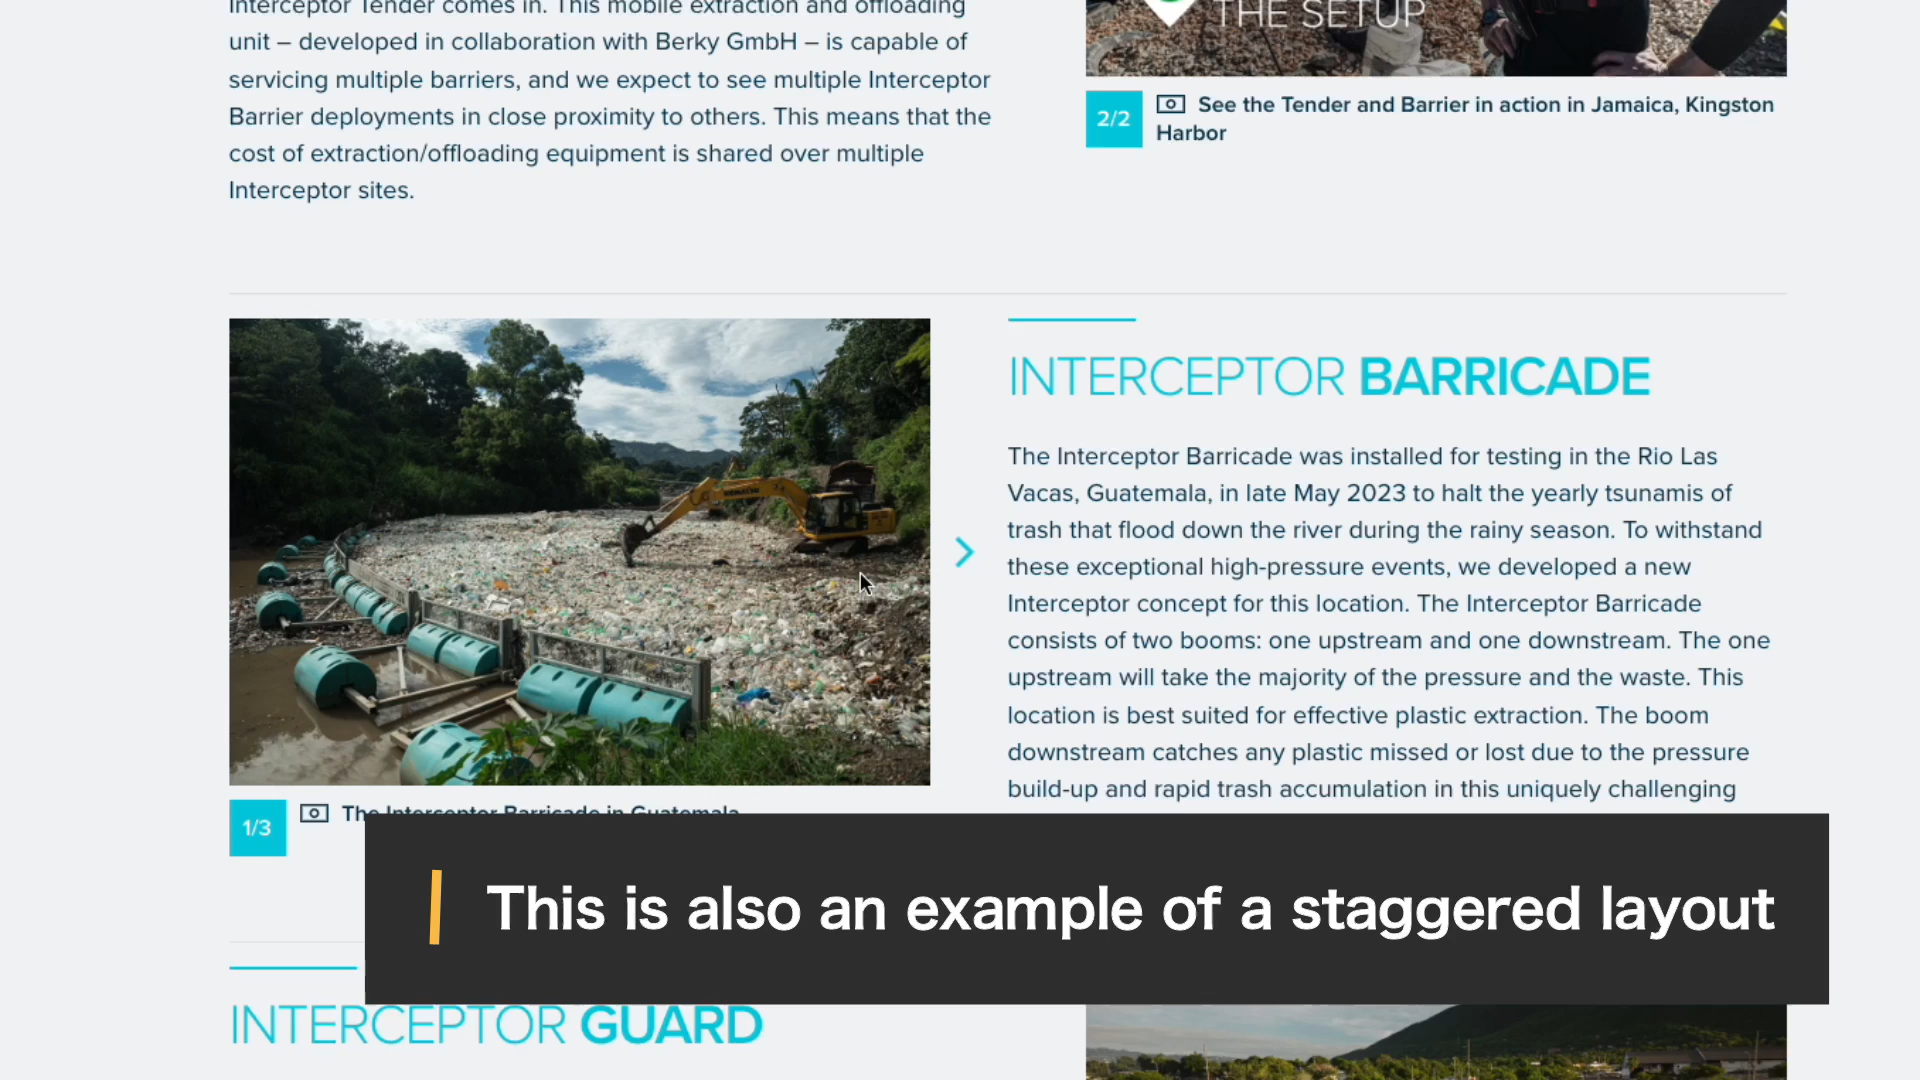 Interceptor Tender comes in. This mobile extraction and offloading
unit – developed in collaboration with Berky GmbH – is capable of
servicing multiple barriers, and we expect to see multiple Interceptor
Barrier deployments in close proximity to others. This means that the
cost of extraction/offloading equipment is shared over multiple
Interceptor sites.
THE SETUP
2/2
See the Tender and Barrier in action in Jamaica, Kingston
Harbor
KOMATSU
1/3
The Interceptor Barricade in Guatemala
INTERCEPTOR BARRICADE
The Interceptor Barricade was installed for testing in the Rio Las
Vacas, Guatemala, in late May 2023 to halt the yearly tsunamis of
trash that flood down the river during the rainy season. To withstand
these exceptional high-pressure events, we developed a new
Interceptor concept for this location. The Interceptor Barricade
consists of two booms: one upstream and one downstream. The one
upstream will take the majority of the pressure and the waste. This
location is best suited for effective plastic extraction. The boom
downstream catches any plastic missed or lost due to the pressure
build-up and rapid trash accumulation in this uniquely challenging
This is also an example of a staggered layout
INTERCEPTOR GUARD